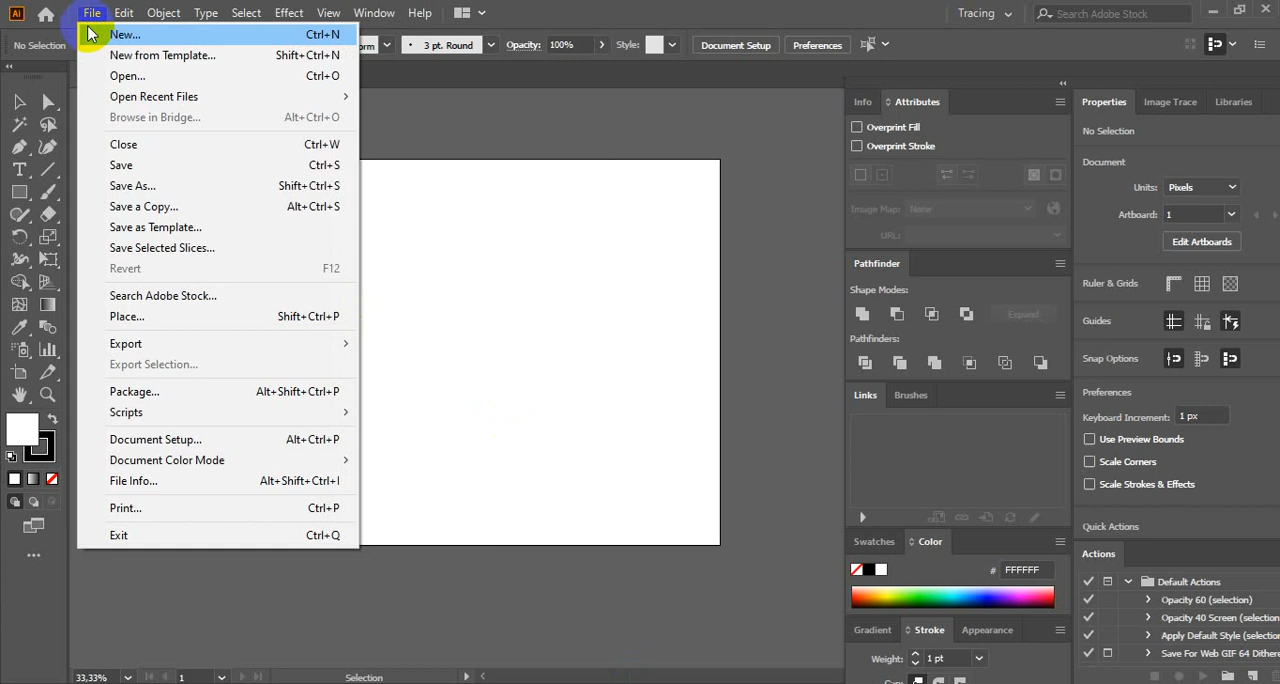 Ai File Edit Object Type Select Effect View Window Help Tracing Search Adobe Stock
No Selection 3 pt. Round Opacity: 100% Style: Document Setup Preferences
New... Ctrl+N
New from Template... Shift+Ctrl+N
Open... Ctrl+O
Open Recent Files
Browse in Bridge... Alt+Ctrl+O
Close Ctrl+W
Save Ctrl+S
Save As... Shift+Ctrl+S
Save a Copy... Alt+Ctrl+S
Save as Template...
Save Selected Slices...
Revert F12
Search Adobe Stock...
Place... Shift+Ctrl+P
Export
Export Selection...
Package... Alt+Shift+Ctrl+P
Scripts
Document Setup... Alt+Ctrl+P
Document Color Mode
File Info... Alt+Shift+Ctrl+I
Print... Ctrl+P
Exit Ctrl+Q
Info Attributes
Overprint Fill
Overprint Stroke
Image Map: None
URL:
Pathfinder
Shape Modes:
Expand
Pathfinders:
Links Brushes
Swatches Color
# FFFFFF
Gradient Stroke Appearance
Weight: 1 pt
Properties Image Trace Libraries
No Selection
Document
Units: Pixels
Artboard: 1
Edit Artboards
Ruler & Grids
Guides
Snap Options
Preferences
Keyboard Increment: 1 px
Use Preview Bounds
Scale Corners
Scale Strokes & Effects
Quick Actions
Actions
Default Actions
Opacity 60 (selection)
Opacity 40 Screen (selection)
Apply Default Style (selection)
Save For Web GIF 64 Dithere
33,33% 1 Selection